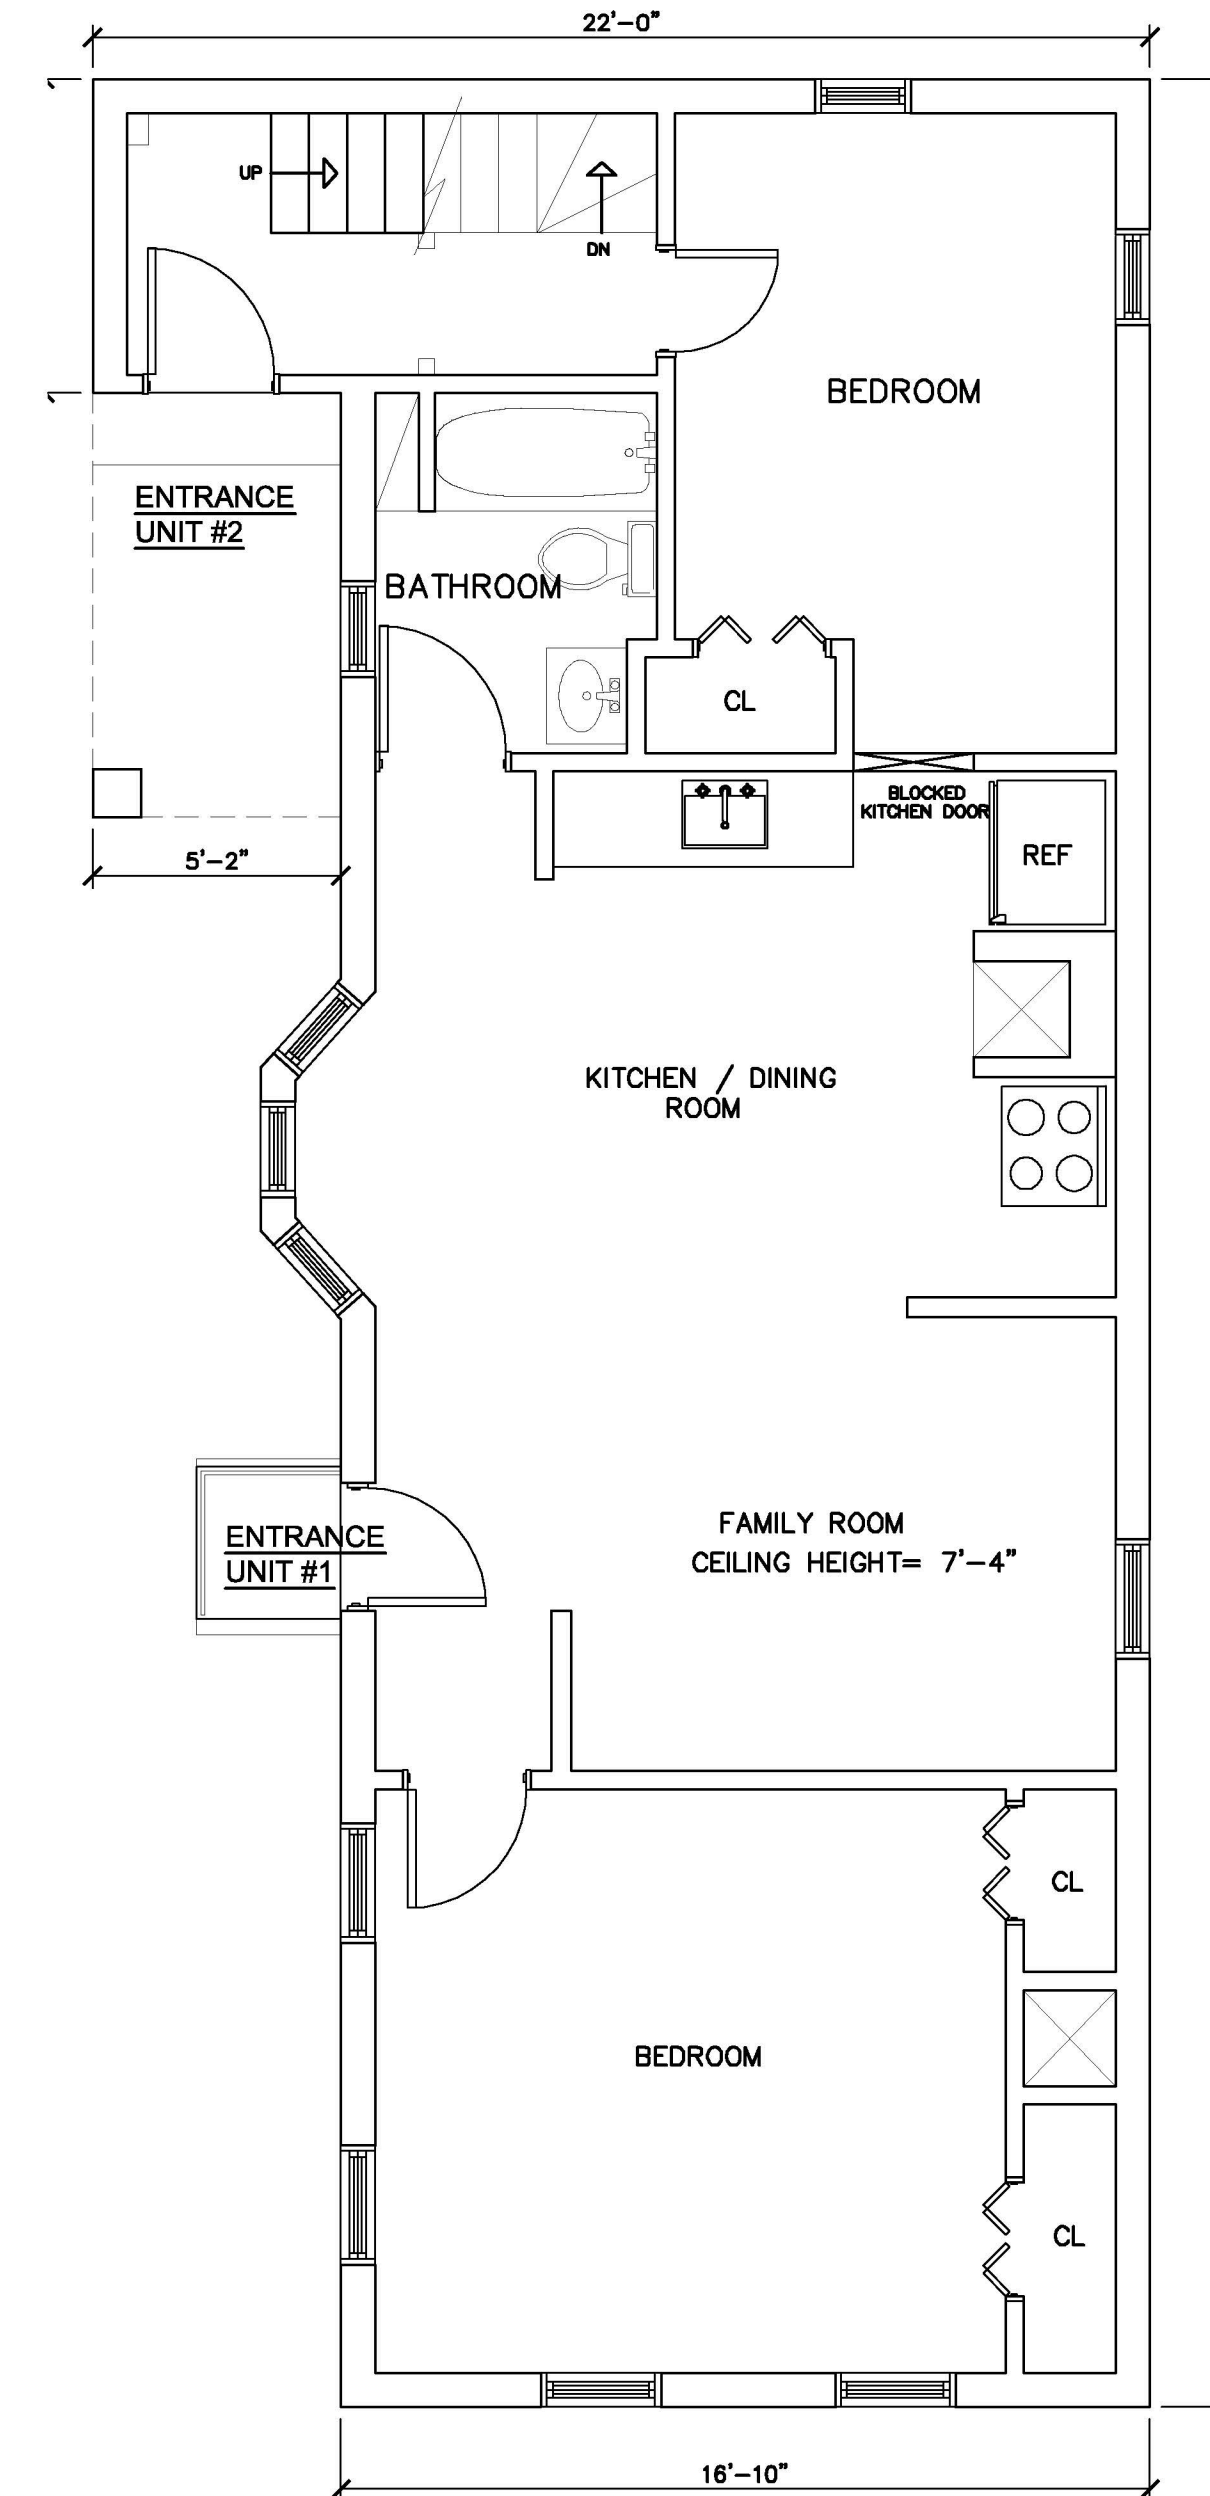 22'-0"
UP
DN
BEDROOM
ENTRANCE
UNIT #2
BATHROOM
CL
BLOCKED
KITCHEN DOOR
REF
5'-2"
KITCHEN / DINING
ROOM
FAMILY ROOM
CEILING HEIGHT= 7'-4"
ENTRANCE
UNIT #1
CL
BEDROOM
CL
16'-10"